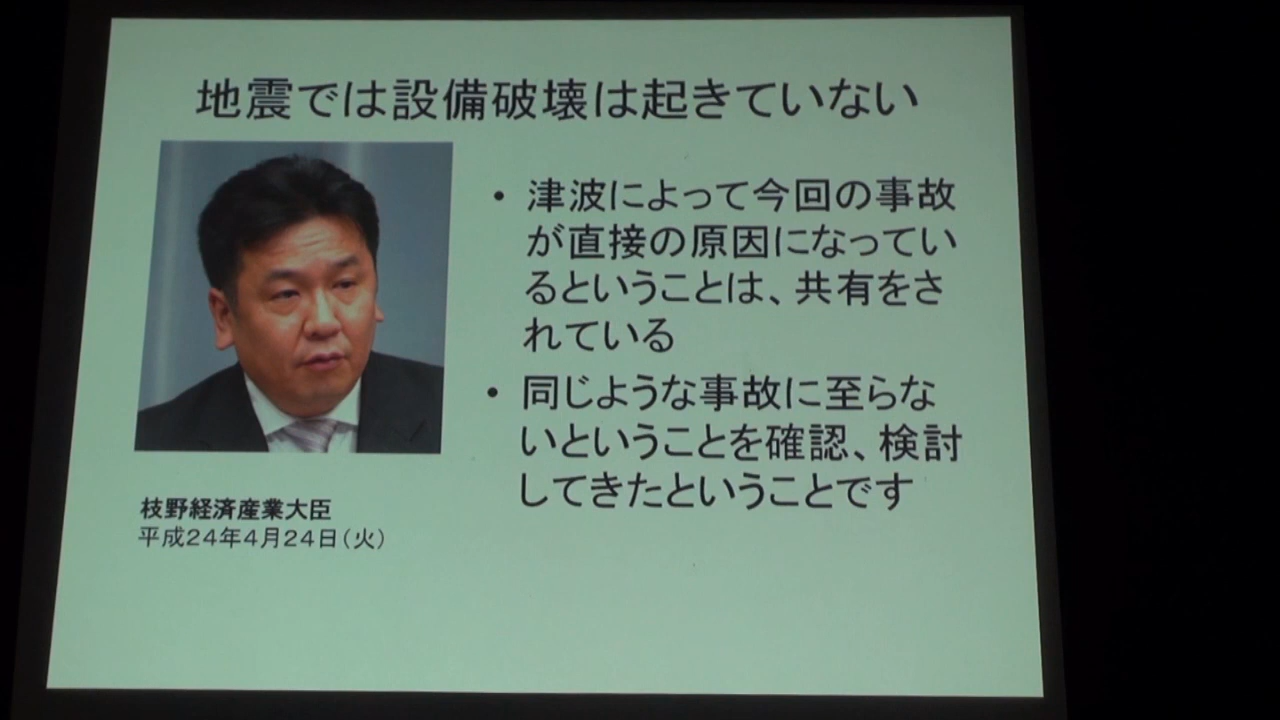 地震では設備破壊は起きていない
・津波によって今回の事故
が直接の原因になってい
るということは、共有をさ
れている
・同じような事故に至らな
いということを確認、検討
してきたということです
枝野経済産業大臣
平成24年4月24日(火)